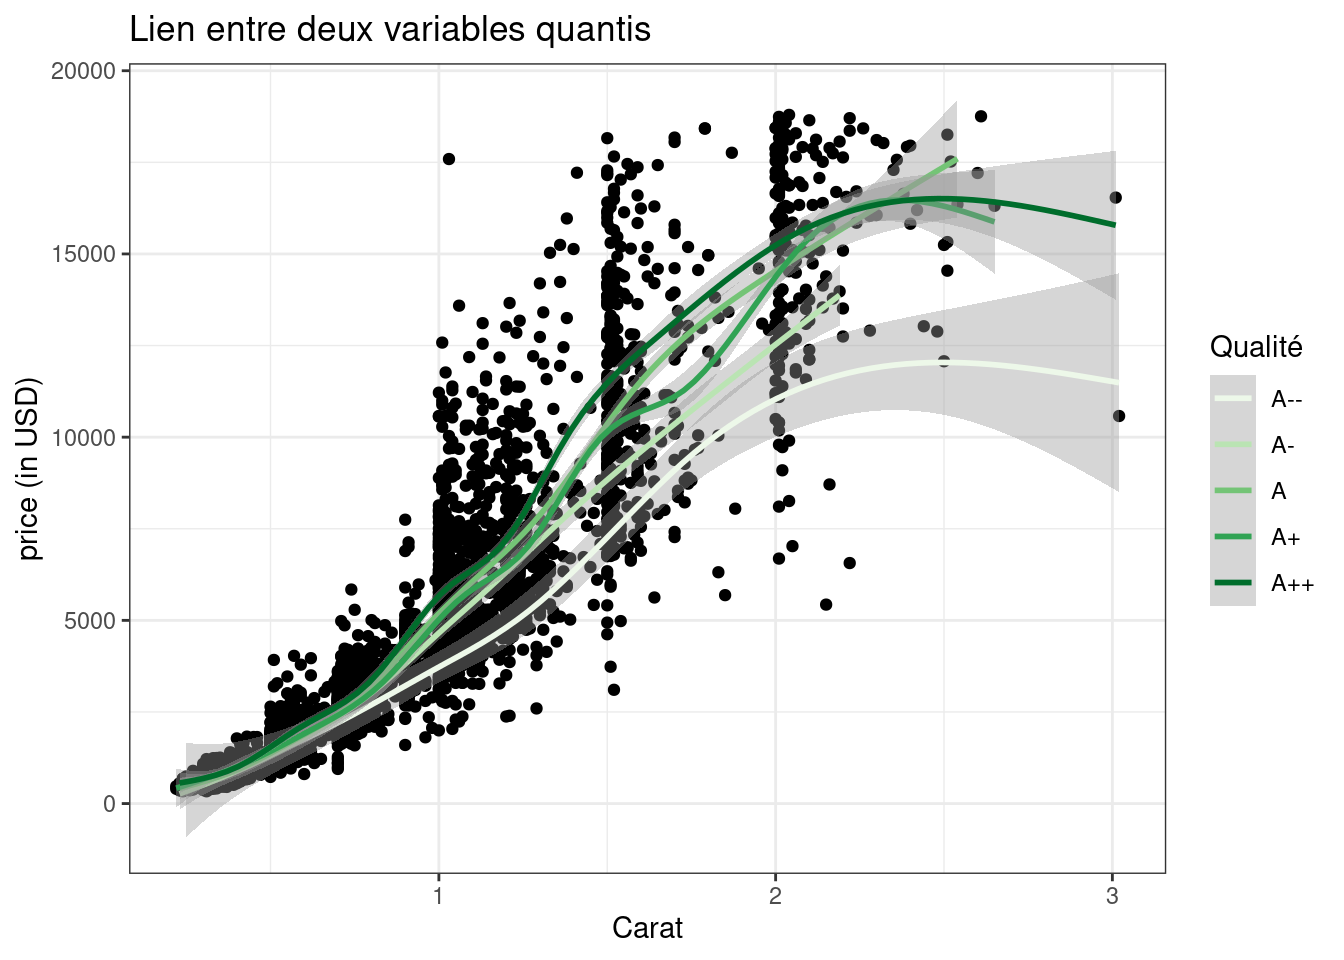 Lien entre deux variables quantis
20000
15000
10000
5000
0
price (in USD)
1 2 3
Carat
Qualité
A--
A-
A
A+
A++